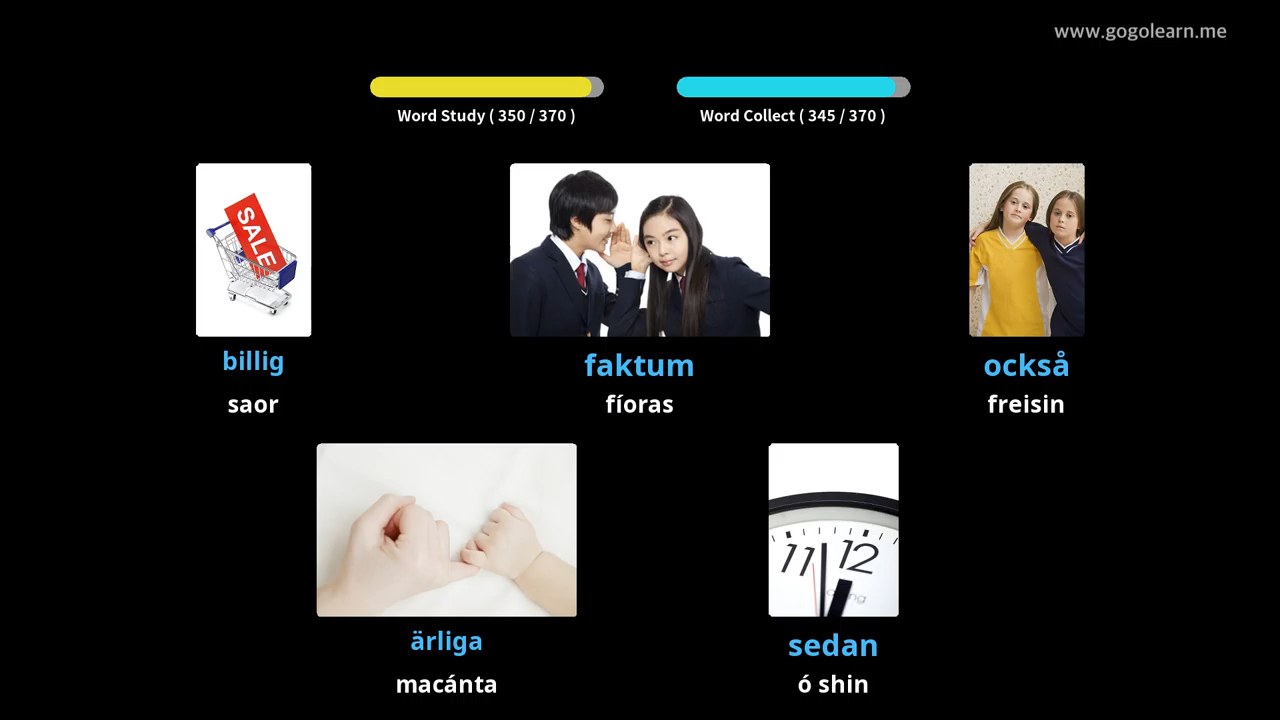 www.gogolearn.me
Word Study ( 350 / 370 )
Word Collect ( 345 / 370 )
SALE
billig
saor
faktum
fíoras
också
freisin
11 12
ärliga
macánta
sedan
ó shin